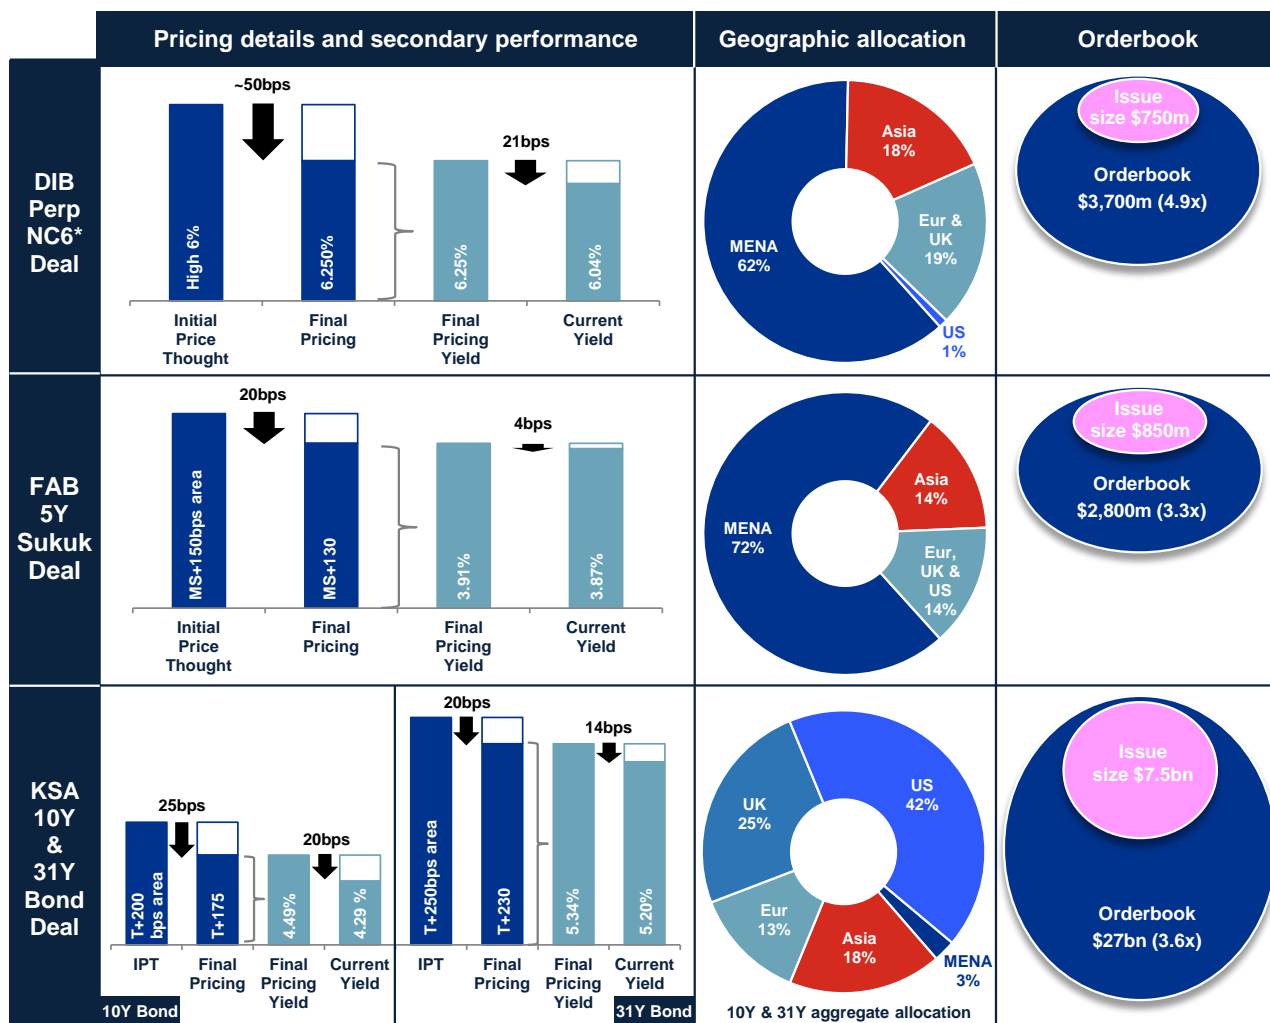 Pricing details and secondary performance
Geographic allocation
Orderbook
DIB
Perp
NC6*
Deal
~50bps
21bps
High 6%
6.250%
6.25%
6.04%
Initial
Price
Thought
Final
Pricing
Final
Pricing
Yield
Current
Yield
Asia
18%
Eur &
UK
19%
MENA
62%
US
1%
Issue
size $750m
Orderbook
$3,700m (4.9x)
FAB
5Y
Sukuk
Deal
20bps
4bps
MS+150bps area
MS+130
3.91%
3.87%
Initial
Price
Thought
Final
Pricing
Final
Pricing
Yield
Current
Yield
Asia
14%
MENA
72%
Eur,
UK &
US
14%
Issue
size $850m
Orderbook
$2,800m (3.3x)
KSA
10Y
&
31Y
Bond
Deal
25bps
20bps
T+200
bps area
T+175
4.49%
4.29 %
IPT
Final
Pricing
Final
Pricing
Yield
Current
Yield
10Y Bond
20bps
14bps
T+250bps area
T+230
5.34%
5.20%
IPT
Final
Pricing
Final
Pricing
Yield
Current
Yield
31Y Bond
US
42%
UK
25%
Eur
13%
Asia
18%
MENA
3%
10Y & 31Y aggregate allocation
Issue
size $7.5bn
Orderbook
$27bn (3.6x)